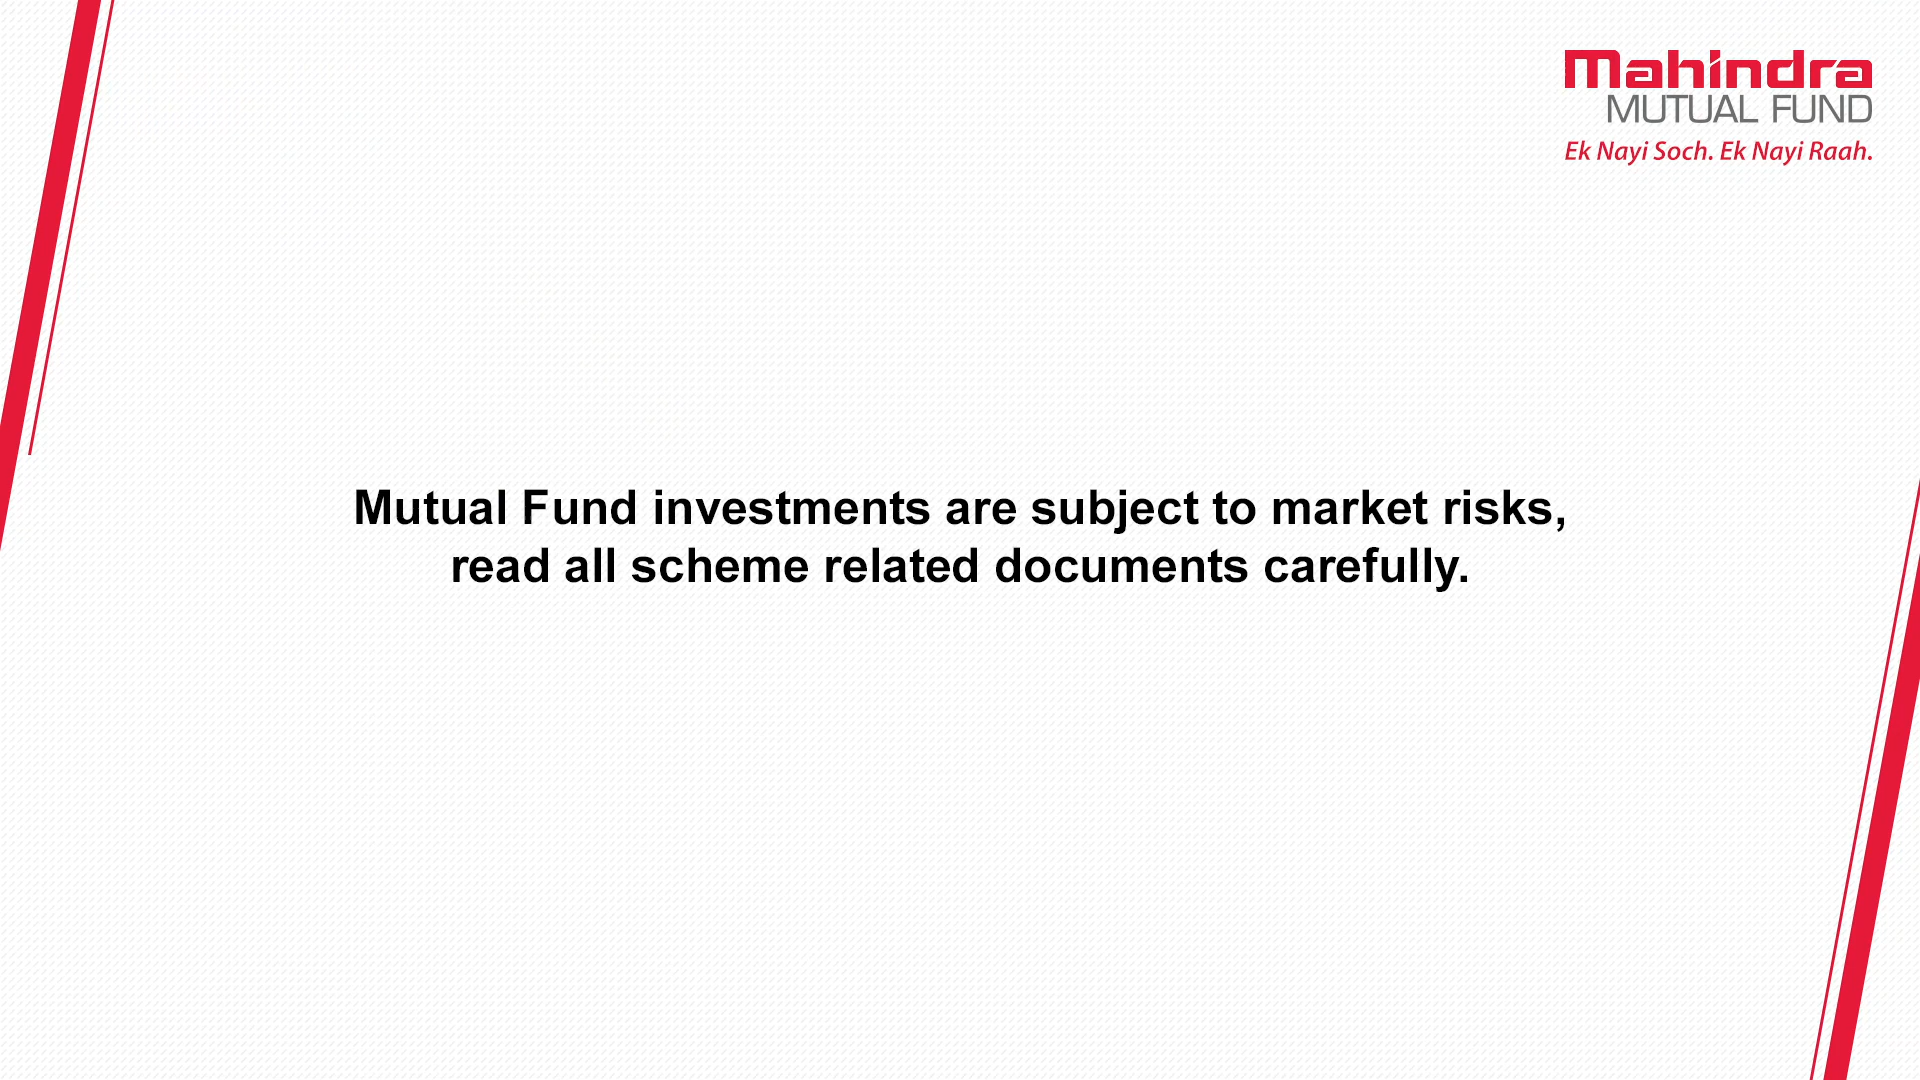 Mahindra
MUTUAL FUND
Ek Nayi Soch. Ek Nayi Raah.
Mutual Fund investments are subject to market risks,
read all scheme related documents carefully.